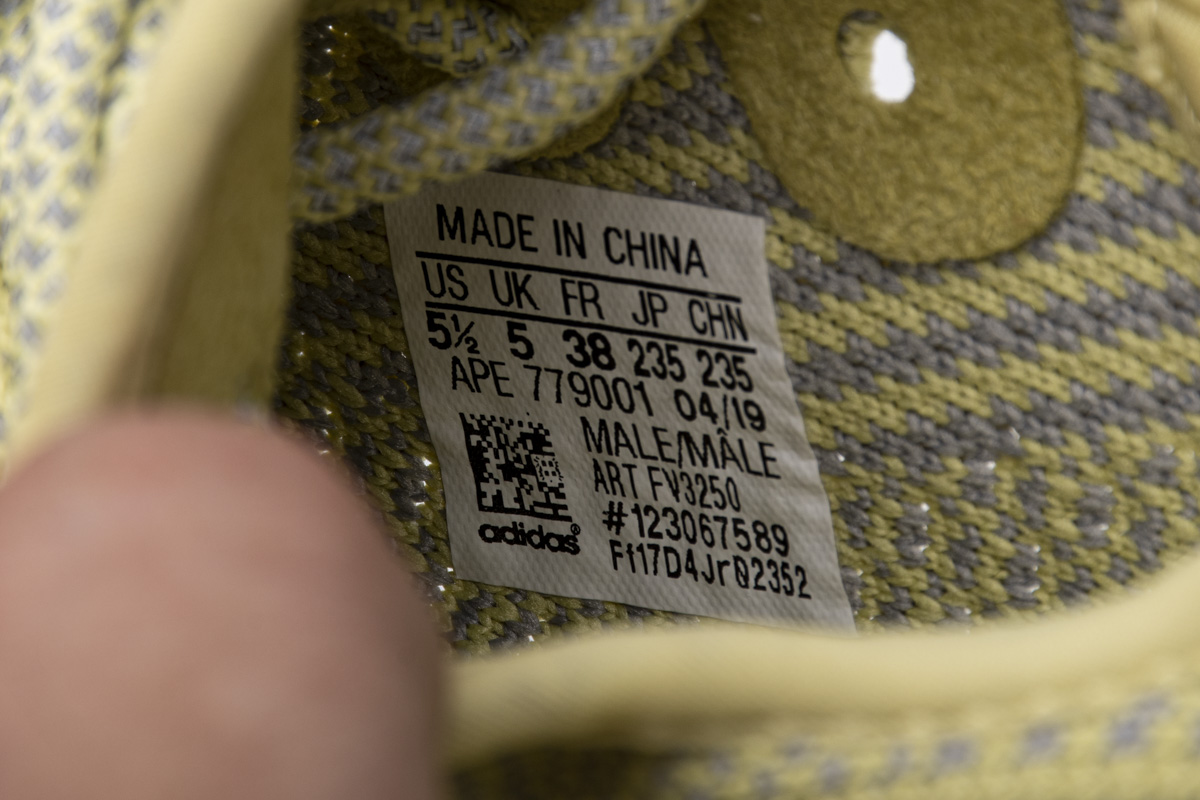 MADE IN CHINA
US UK FR JP CHN
5½ 5 38 235 235
APE 779001 04/19
MALE/MÂLE
ART FV3250
#123067589
Ff17D4JrQ2352
adidas®